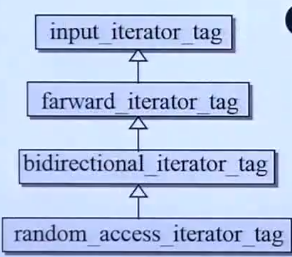 input_iterator_tag
farward_iterator_tag
bidirectional_iterator_tag
random_access_iterator_tag